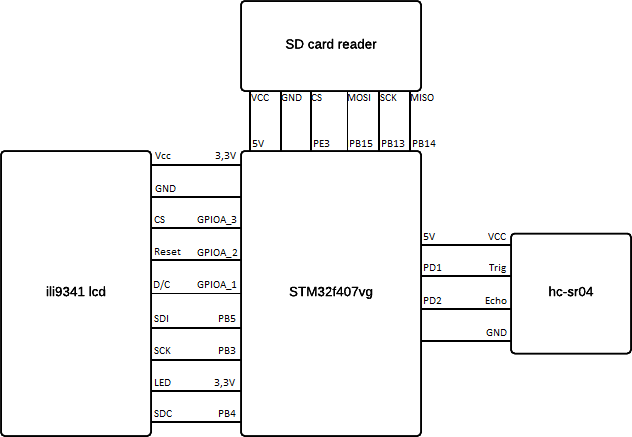 SD card reader
VCC GND CS MOSI SCK MISO
5V PE3 PB15 PB13 PB14
Vcc 3,3V
GND
CS GPIOA_3
Reset GPIOA_2
D/C GPIOA_1
SDI PB5
SCK PB3
LED 3,3V
SDC PB4
ili9341 lcd
STM32f407vg
5V VCC
PD1 Trig
PD2 Echo
GND
hc-sr04